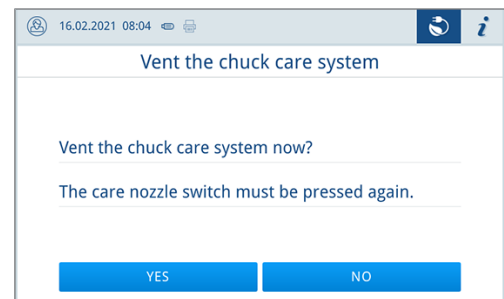 16.02.2021 08:04
i
Vent the chuck care system
Vent the chuck care system now?
The care nozzle switch must be pressed again.
YES NO